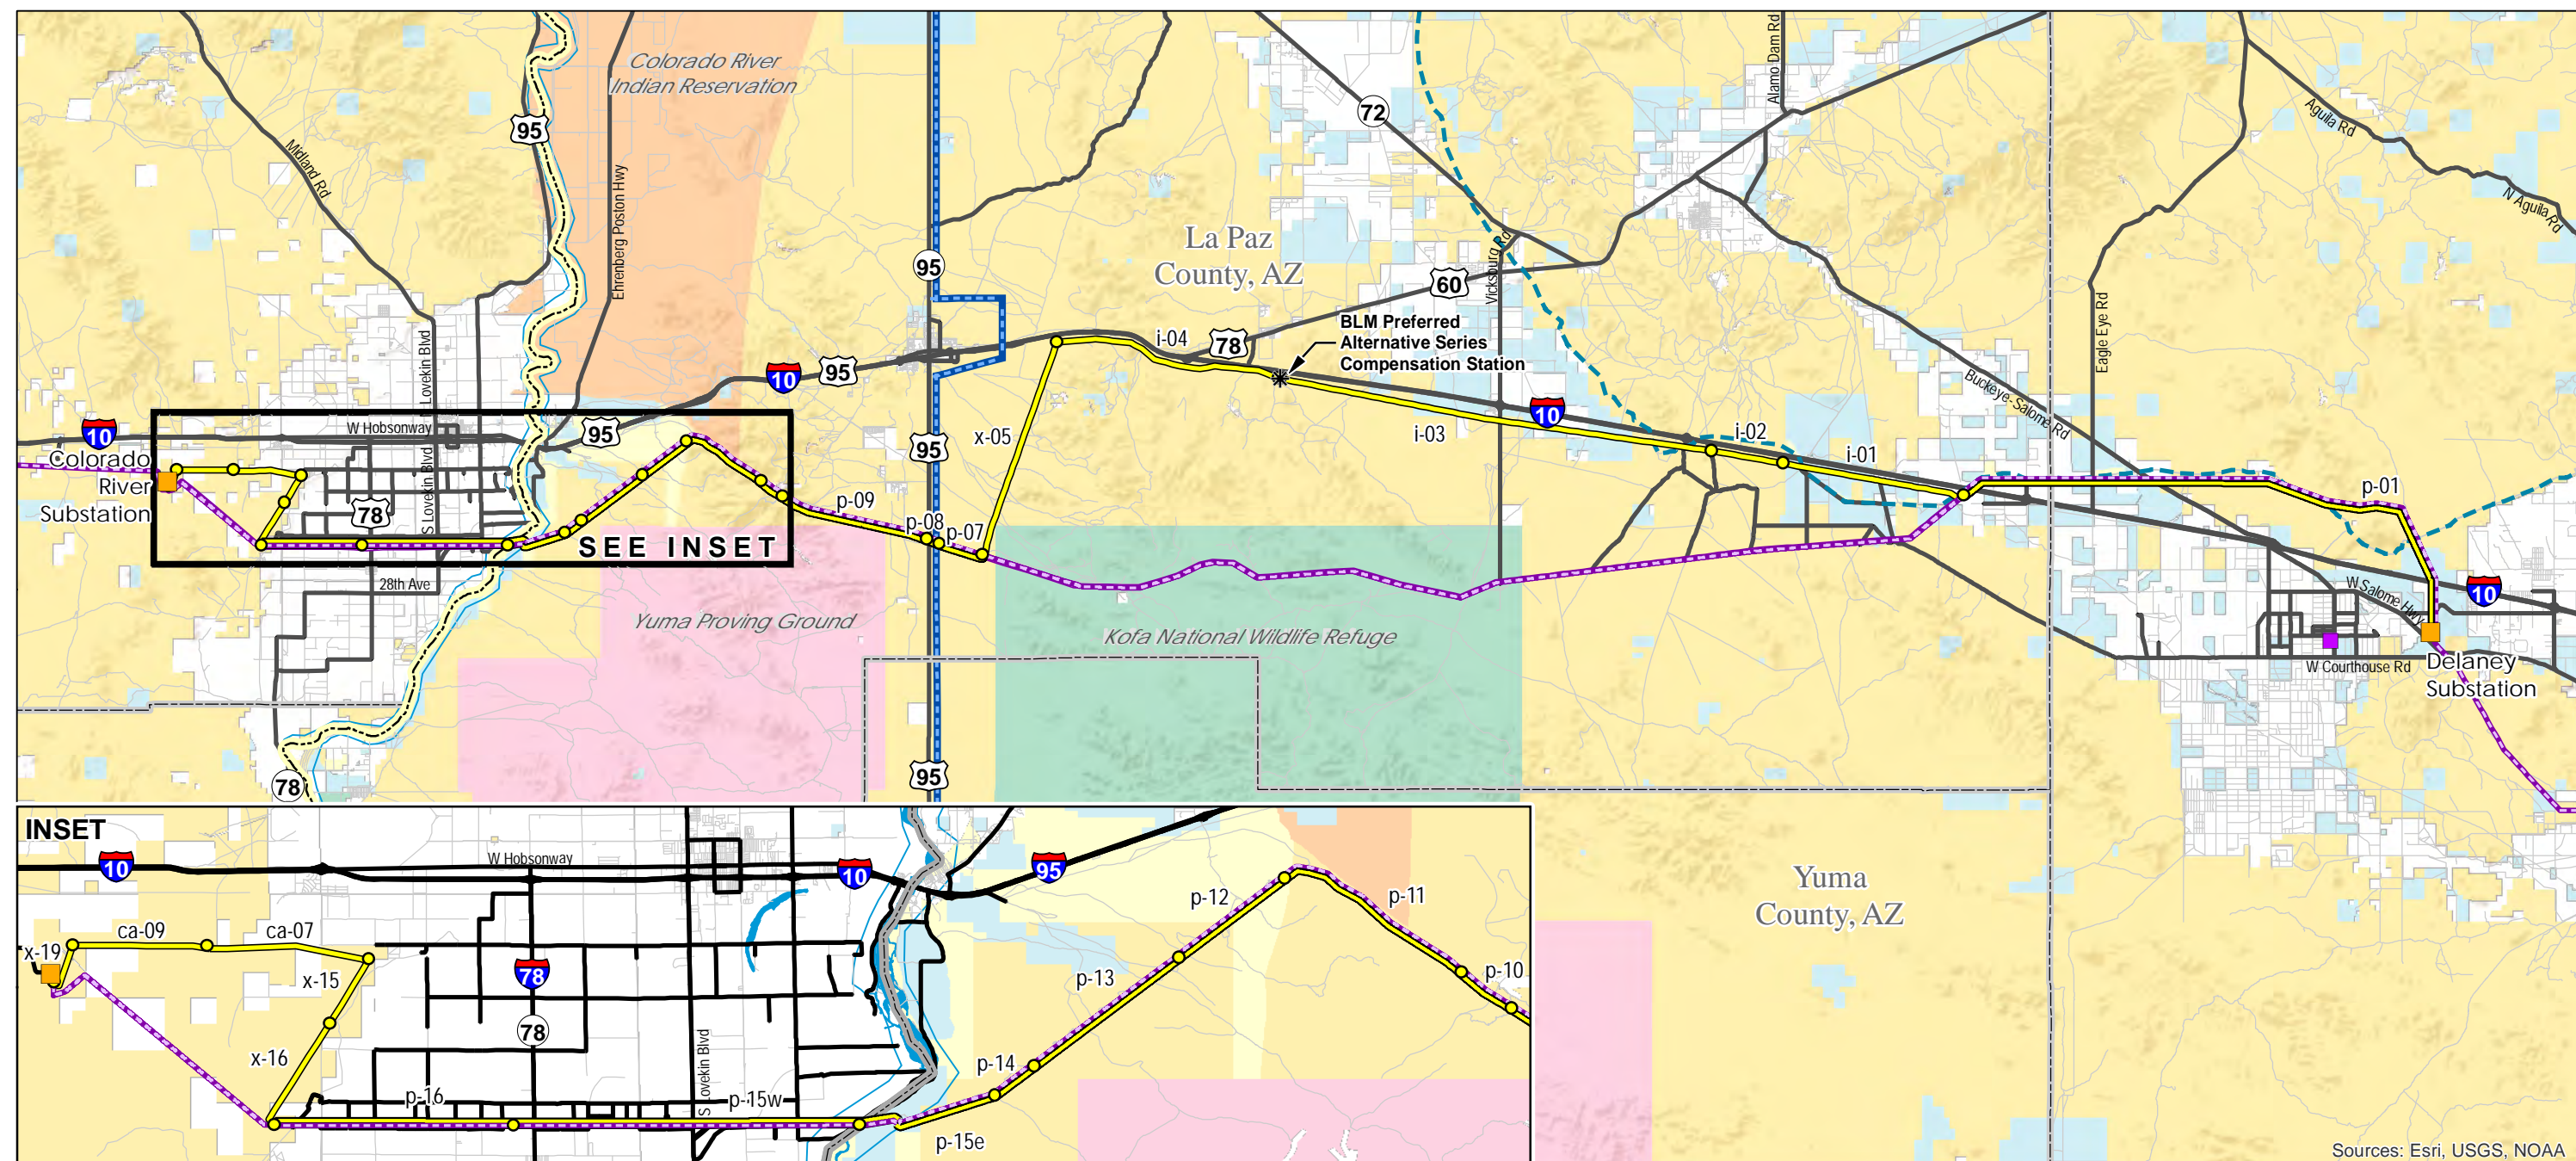 Colorado River
Indian Reservation
95
Midland Rd
Ehrenberg Poston Hwy
72
Alamo Dam Rd
Aguila Rd
N Aguila Rd
La Paz
County, AZ
95
Vicksburg Rd
60
Eagle Eye Rd
BLM Preferred
Alternative Series
Compensation Station
i-04
78
N Lovekin Blvd
10
95
Buckeye-Salome Rd
10
W Hobsonway
95
95
x-05
i-03
10
i-02
i-01
Colorado
River
Substation
S Lovekin Blvd
78
p-09
p-08
p-07
p-01
SEE INSET
28th Ave
Yuma Proving Ground
Kofa National Wildlife Refuge
W Salome Hwy
10
W Courthouse Rd
Delaney
Substation
95
78
INSET
10
W Hobsonway
10
95
ca-09
ca-07
x-19
x-15
x-16
78
78
S Lovekin Blvd
p-16
p-15w
p-15e
p-14
p-13
p-12
p-11
p-10
Yuma
County, AZ
Sources: Esri, USGS, NOAA